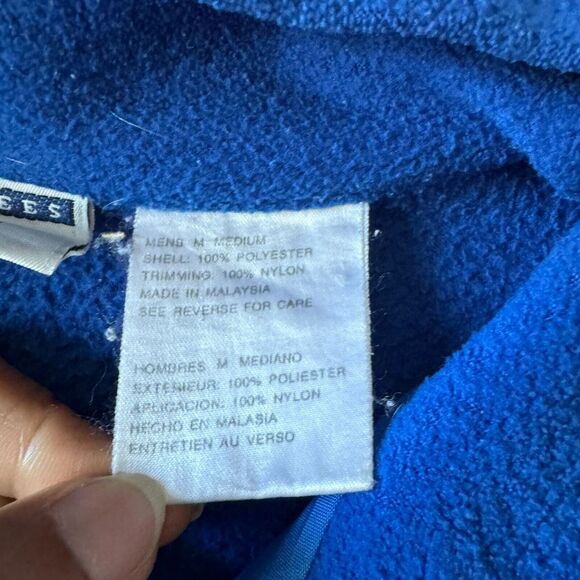 EES
MENS M MEDIUM
SHELL: 100% POLYESTER
TRIMMING: 100% NYLON
MADE IN MALAYSIA
SEE REVERSE FOR CARE
HOMBRES M MEDIANO
EXTERIEUR: 100% POLIESTER
APLICACION: 100% NYLON
HECHO EN MALASIA
ENTRETIEN AU VERSO